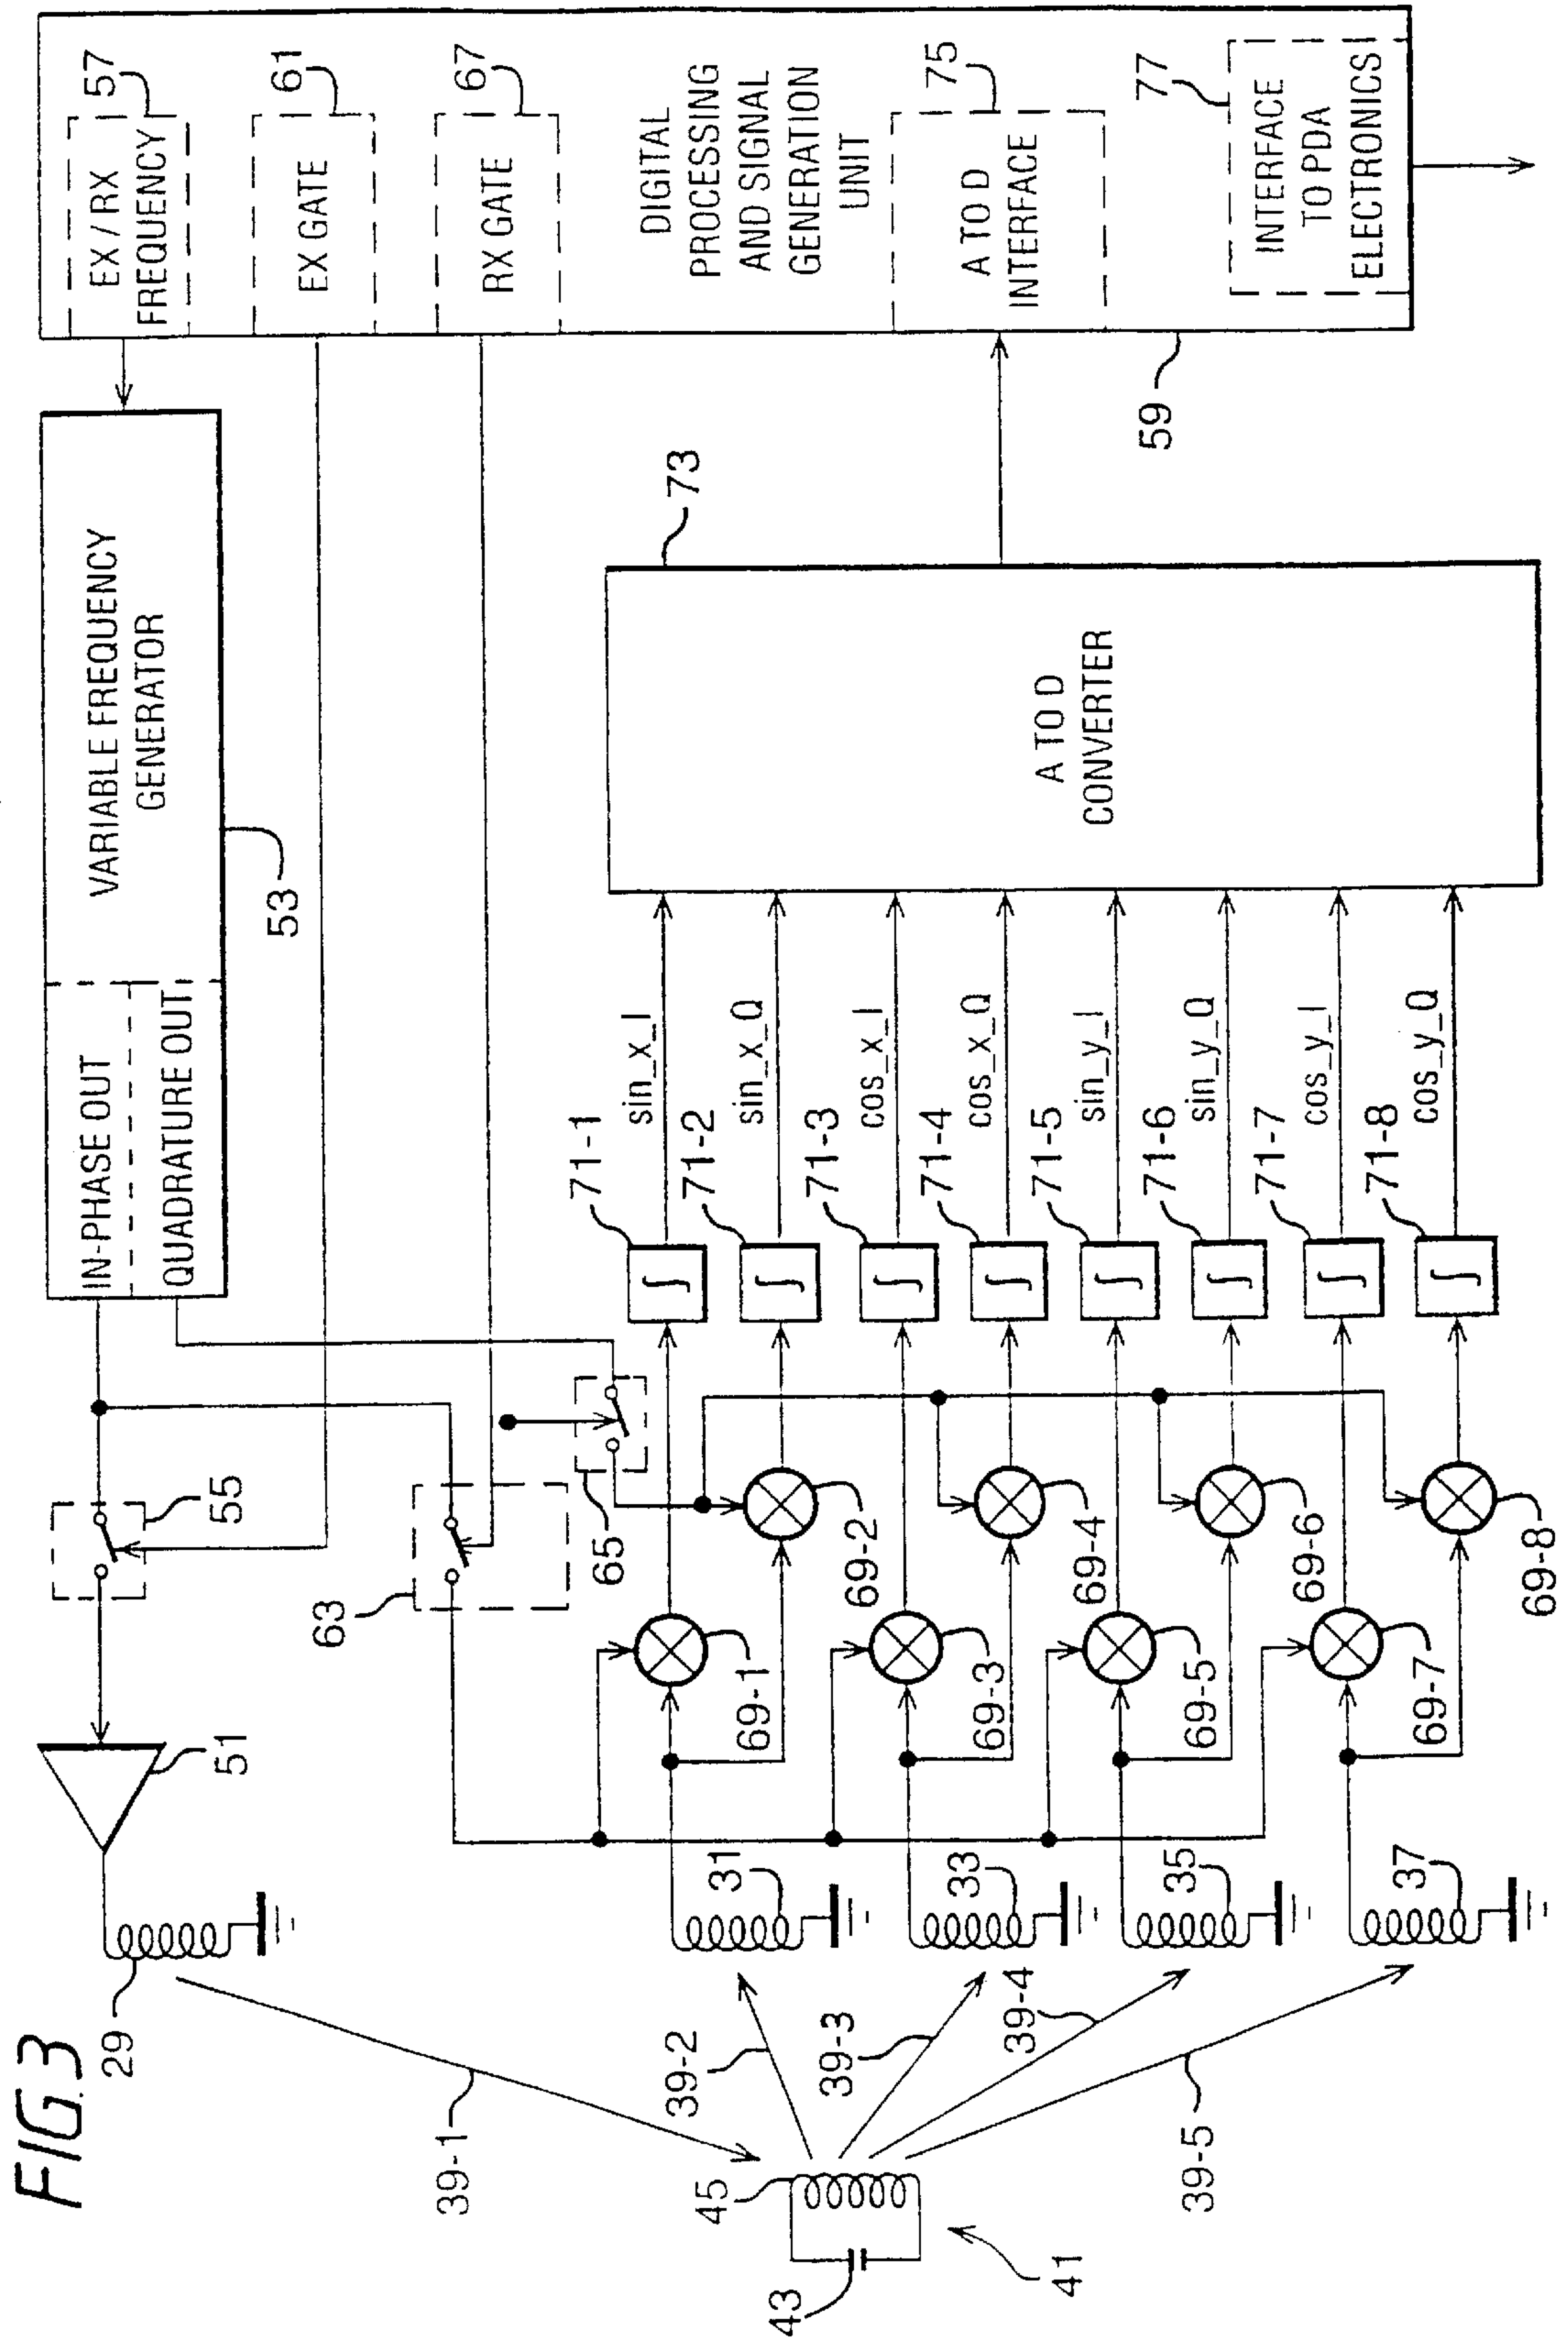 FIG. 3
29
51
55
IN-PHASE OUT
QUADRATURE OUT
VARIABLE FREQUENCY
GENERATOR
53
EX / RX
FREQUENCY
57
EX GATE
61
RX GATE
67
DIGITAL
PROCESSING
AND SIGNAL
GENERATION
UNIT
A TO D
INTERFACE
75
INTERFACE
TO PDA
ELECTRONICS
77
59
39-1
63
65
45
43
41
39-2
39-3
39-4
39-5
31
33
35
37
69-1
69-2
69-3
69-4
69-5
69-6
69-7
69-8
∫
∫
∫
∫
∫
∫
∫
∫
71-1
71-2
71-3
71-4
71-5
71-6
71-7
71-8
sin_x_I
sin_x_Q
cos_x_I
cos_x_Q
sin_y_I
sin_y_Q
cos_y_I
cos_y_Q
A TO D
CONVERTER
73